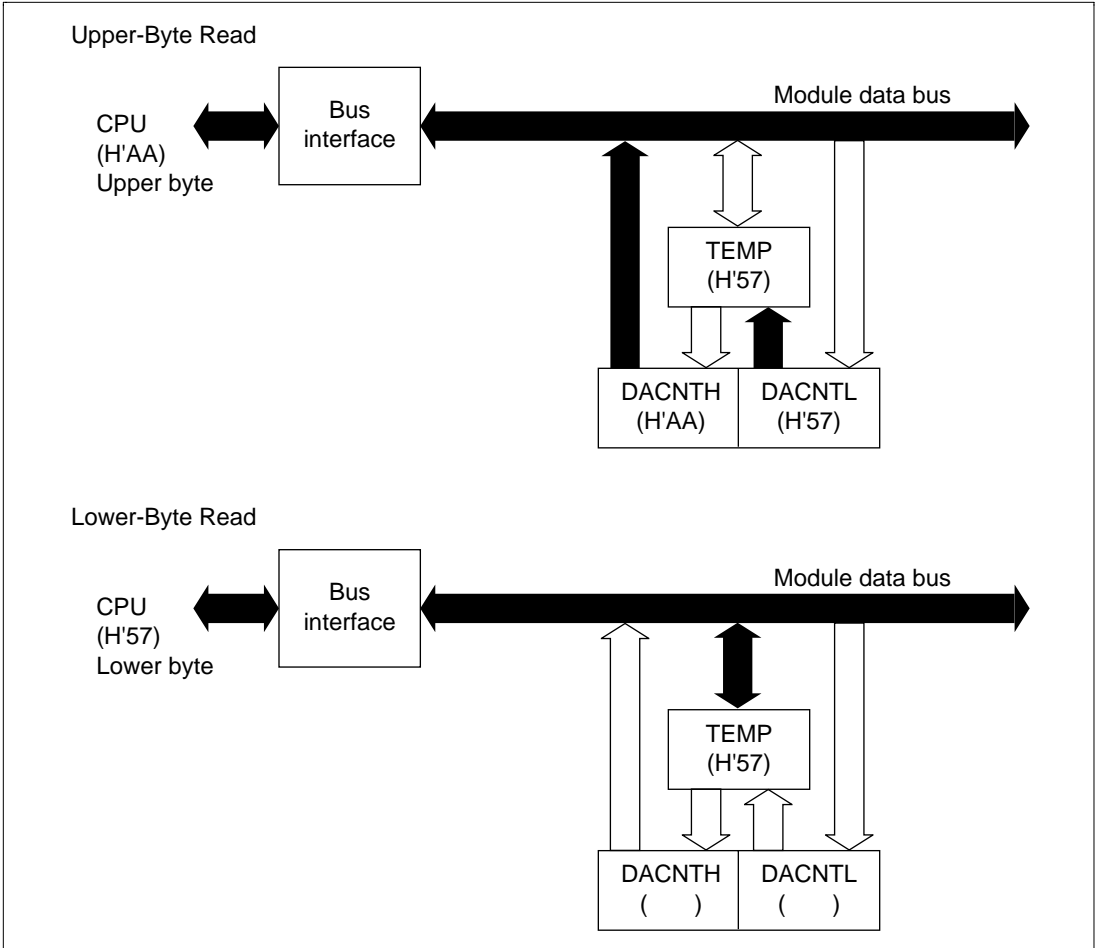 Upper-Byte Read
CPU
(H'AA)
Upper byte
Bus
interface
Module data bus
TEMP
(H'57)
DACNTH
(H'AA)
DACNTL
(H'57)
Lower-Byte Read
CPU
(H'57)
Lower byte
Bus
interface
Module data bus
TEMP
(H'57)
DACNTH
(      )
DACNTL
(      )